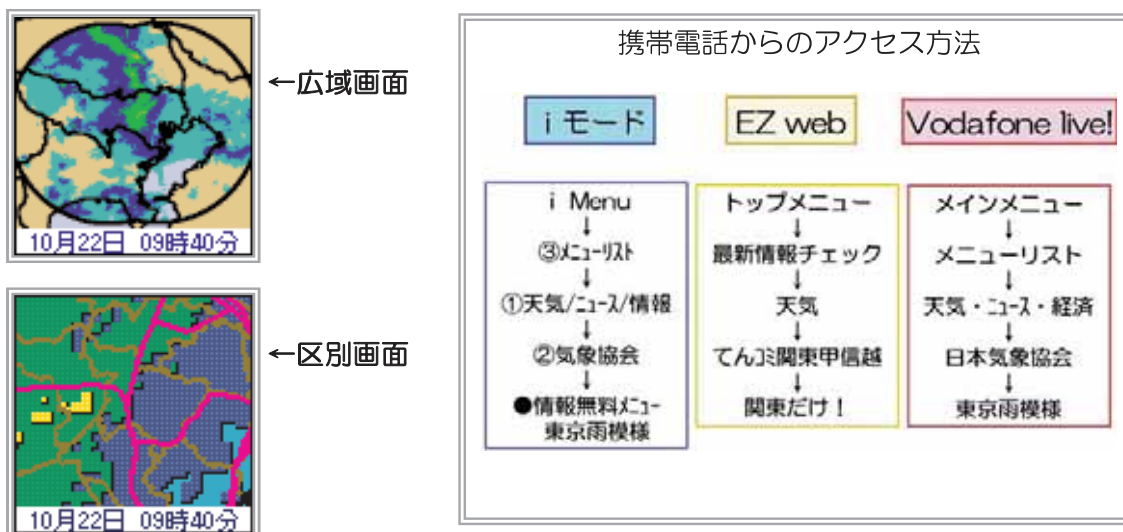 10月22日 09時40分
←広域画面
10月22日 09時40分
←区別画面
携帯電話からのアクセス方法
i モード
i Menu
↓
③ﾒﾆｭｰﾘｽﾄ
↓
①天気/ﾆｭｰｽ/情報
↓
②気象協会
↓
●情報無料ﾒﾆｭｰ
東京雨模様
EZ web
トップメニュー
↓
最新情報チェック
↓
天気
↓
てんｺﾐ関東甲信越
↓
関東だけ！
Vodafone live!
メインメニュー
↓
メニューリスト
↓
天気・ﾆｭｰｽ・経済
↓
日本気象協会
↓
東京雨模様